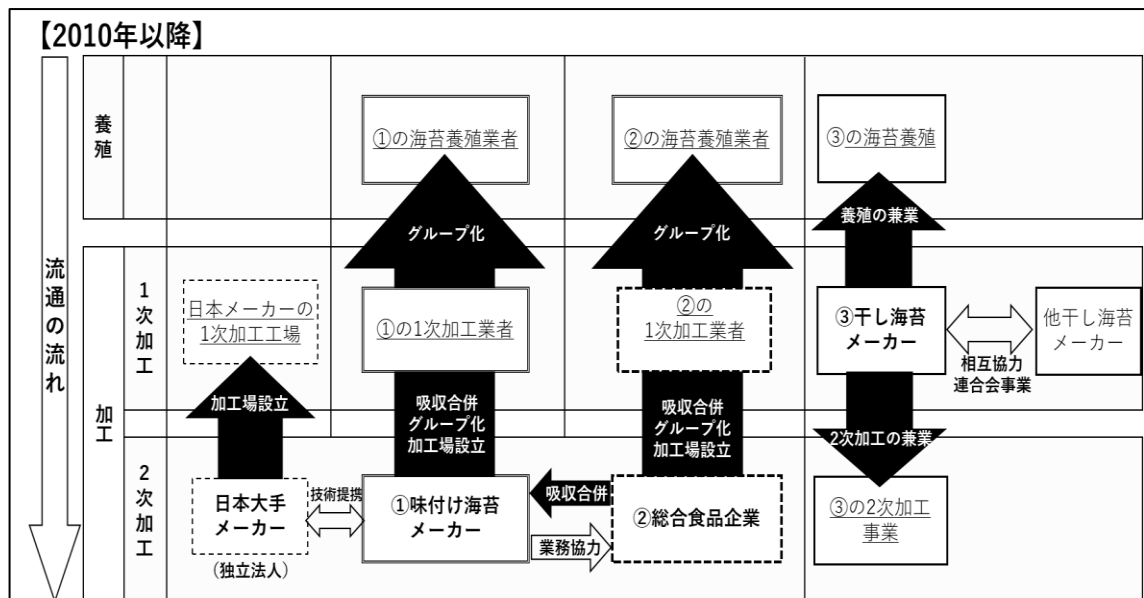 【2010年以降】
流通の流れ
養殖
①の海苔養殖業者
②の海苔養殖業者
③の海苔養殖
グループ化
グループ化
養殖の兼業
加工
1次加工
日本メーカーの
1次加工工場
①の1次加工業者
②の
1次加工業者
③干し海苔
メーカー
他干し海苔
メーカー
相互協力
連合会事業
加工場設立
吸収合併
グループ化
加工場設立
吸収合併
グループ化
加工場設立
2次加工の兼業
2次加工
日本大手
メーカー
(独立法人)
技術提携
①味付け海苔
メーカー
吸収合併
業務協力
②総合食品企業
③の2次加工
事業